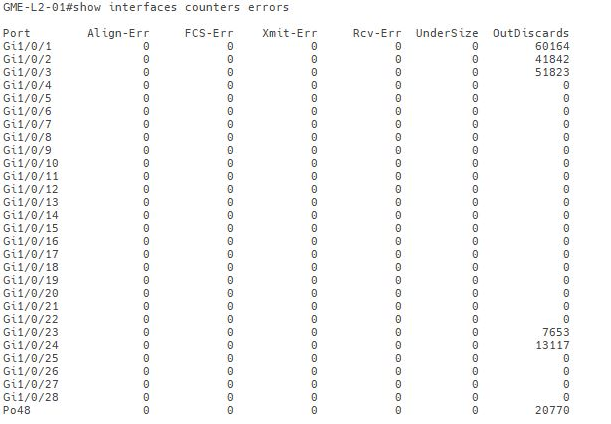 GME-L2-01#show interfaces counters errors
Port Align-Err FCS-Err Xmit-Err Rcv-Err UnderSize OutDiscards
Gi1/0/1 0 0 0 0 0 60164
Gi1/0/2 0 0 0 0 0 41842
Gi1/0/3 0 0 0 0 0 51823
Gi1/0/4 0 0 0 0 0 0
Gi1/0/5 0 0 0 0 0 0
Gi1/0/6 0 0 0 0 0 0
Gi1/0/7 0 0 0 0 0 0
Gi1/0/8 0 0 0 0 0 0
Gi1/0/9 0 0 0 0 0 0
Gi1/0/10 0 0 0 0 0 0
Gi1/0/11 0 0 0 0 0 0
Gi1/0/12 0 0 0 0 0 0
Gi1/0/13 0 0 0 0 0 0
Gi1/0/14 0 0 0 0 0 0
Gi1/0/15 0 0 0 0 0 0
Gi1/0/16 0 0 0 0 0 0
Gi1/0/17 0 0 0 0 0 0
Gi1/0/18 0 0 0 0 0 0
Gi1/0/19 0 0 0 0 0 0
Gi1/0/20 0 0 0 0 0 0
Gi1/0/21 0 0 0 0 0 0
Gi1/0/22 0 0 0 0 0 0
Gi1/0/23 0 0 0 0 0 7653
Gi1/0/24 0 0 0 0 0 13117
Gi1/0/25 0 0 0 0 0 0
Gi1/0/26 0 0 0 0 0 0
Gi1/0/27 0 0 0 0 0 0
Gi1/0/28 0 0 0 0 0 0
Po48 0 0 0 0 0 20770